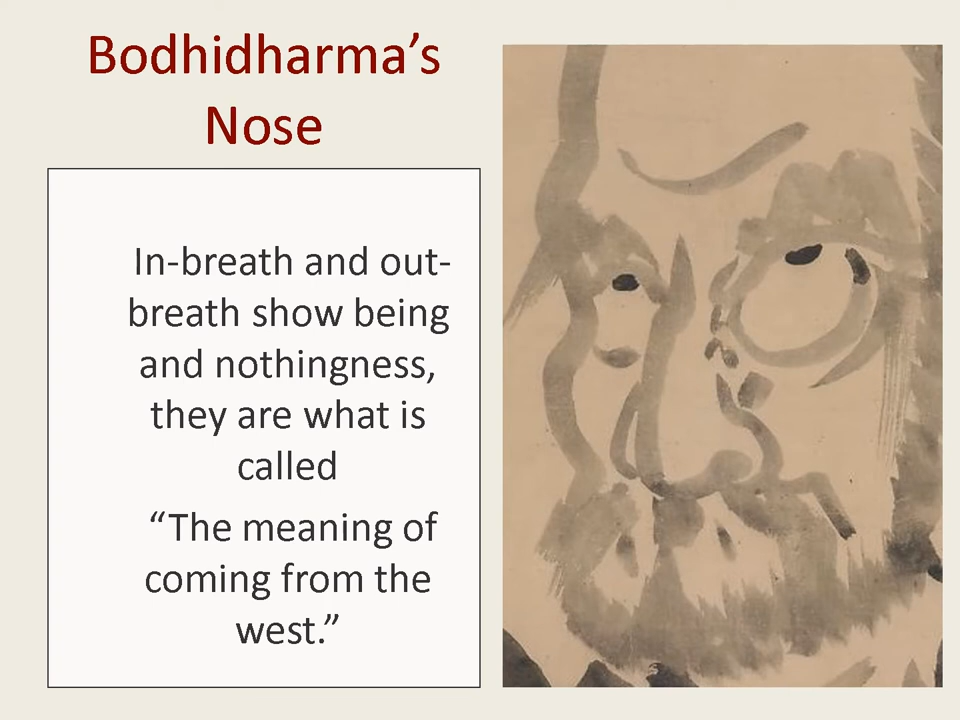 Bodhidharma’s
Nose
In-breath and out-
breath show being
and nothingness,
they are what is
called
“The meaning of
coming from the
west.”